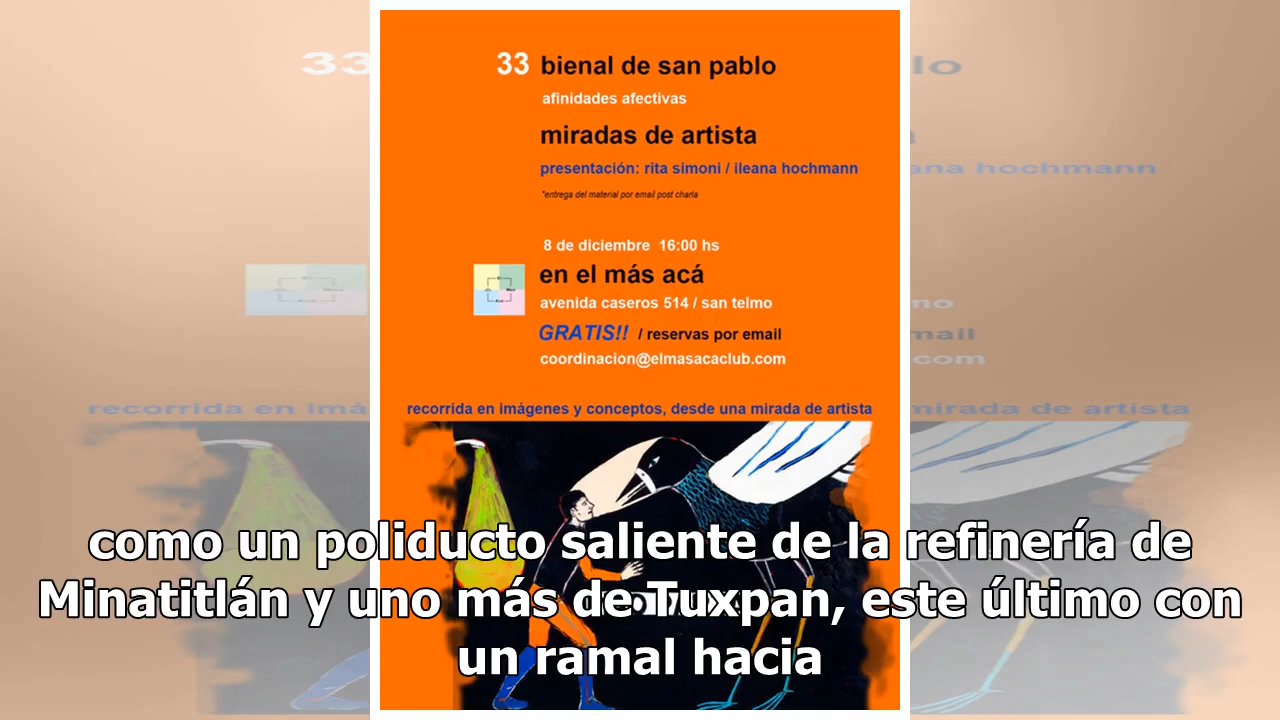 33 bienal de san pablo
afinidades afectivas
miradas de artista
presentación: rita simoni / ileana hochmann
*entrega del material por email post charla
8 de diciembre 16:00 hs
en el más acá
avenida caseros 514 / san telmo
GRATIS!! / reservas por email
coordinacion@elmasacaclub.com
recorrida en imágenes y conceptos, desde una mirada de artista
como un poliducto saliente de la refinería de
Minatitlán y uno más de Tuxpan, este último con
un ramal hacia